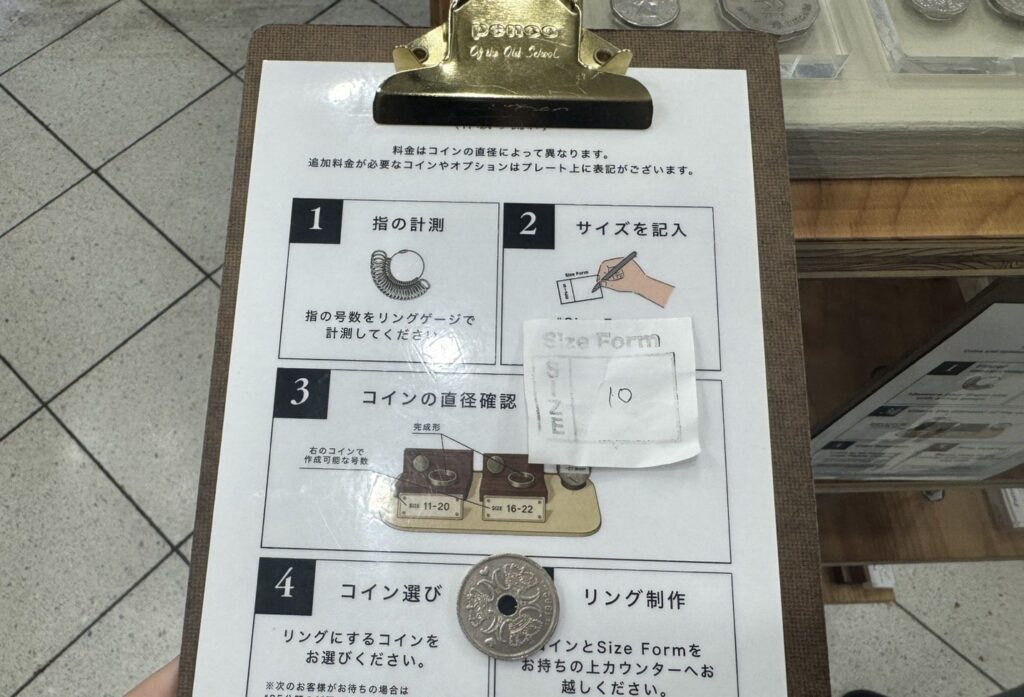 penco
Of the Old School
料金はコインの直径によって異なります。
追加料金が必要なコインやオプションはプレート上に表記がございます。
1 指の計測
指の号数をリングゲージで
計測してください
2 サイズを記入
Size Form
SIZE
Size Form
SIZE
10
3 コインの直径確認
完成形
右のコインで
作成可能な号数
SIZE 11-20
SIZE 16-22
4 コイン選び
リングにするコインを
お選びください。
※次のお客様がお待ちの場合は
リング制作
インとSize Formを
お持ちの上カウンターへお
越しください。